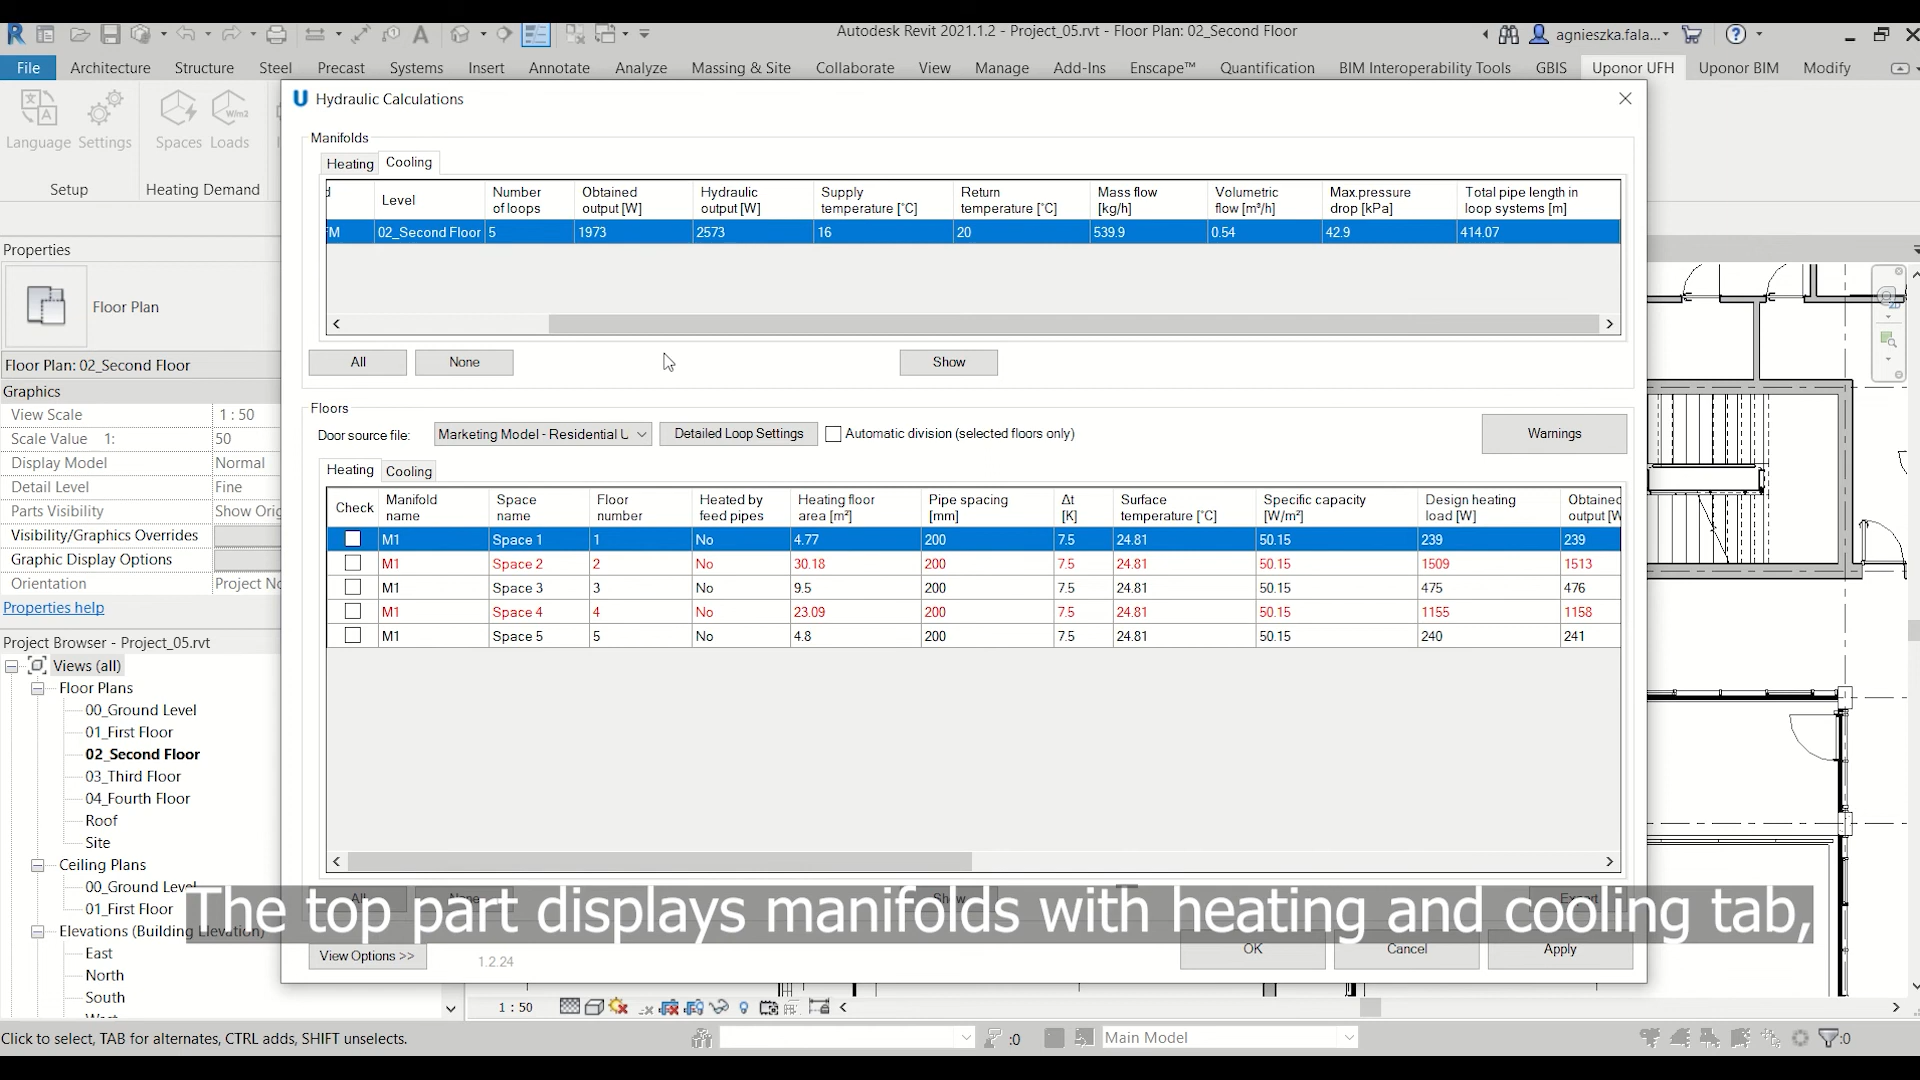 Autodesk Revit 2021.1.2 - Project_05.rvt - Floor Plan: 02_Second Floor
agnieszka.fala...
File Architecture Structure Steel Precast Systems Insert Annotate Analyze Massing & Site Collaborate View Manage Add-Ins Enscape™ Quantification BIM Interoperability Tools GBIS Uponor UFH Uponor BIM Modify
Language Settings Spaces Loads
Setup Heating Demand
Hydraulic Calculations
Manifolds
Heating Cooling
Level
Number of loops
Obtained output [W]
Hydraulic output [W]
Supply temperature [°C]
Return temperature [°C]
Mass flow [kg/h]
Volumetric flow [m³/h]
Max.pressure drop [kPa]
Total pipe length in loop systems [m]
02_Second Floor 5 1973 2573 16 20 539.9 0.54 42.9 414.07
All None Show
Floors
Door source file: Marketing Model - Residential U Detailed Loop Settings Automatic division (selected floors only) Warnings
Heating Cooling
Check
Manifold name
Space name
Floor number
Heated by feed pipes
Heating floor area [m²]
Pipe spacing [mm]
Δt [K]
Surface temperature [°C]
Specific capacity [W/m²]
Design heating load [W]
Obtained output [W
M1 Space 1 1 No 4.77 200 7.5 24.81 50.15 239 239
M1 Space 2 2 No 30.18 200 7.5 24.81 50.15 1509 1513
M1 Space 3 3 No 9.5 200 7.5 24.81 50.15 475 476
M1 Space 4 4 No 23.09 200 7.5 24.81 50.15 1155 1158
M1 Space 5 5 No 4.8 200 7.5 24.81 50.15 240 241
All None Show Export
The top part displays manifolds with heating and cooling tab,
View Options >> 1.2.24 OK Cancel Apply
Properties
Floor Plan
Floor Plan: 02_Second Floor
Graphics
View Scale 1 : 50
Scale Value 1: 50
Display Model Normal
Detail Level Fine
Parts Visibility Show Orig
Visibility/Graphics Overrides
Graphic Display Options
Orientation Project No
Properties help
Project Browser - Project_05.rvt
Views (all)
Floor Plans
00_Ground Level
01_First Floor
02_Second Floor
03_Third Floor
04_Fourth Floor
Roof
Site
Ceiling Plans
00_Ground Level
01_First Floor
Elevations (Building Elevation)
East
North
South
1 : 50
Click to select, TAB for alternates, CTRL adds, SHIFT unselects.
:0
Main Model
:0